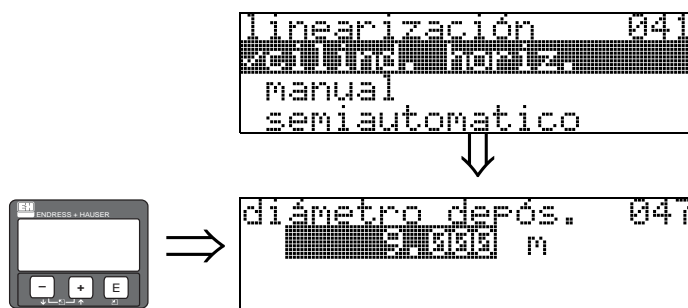 linearización 041
✓cilind. horiz.
manual
semiautomatico
E+H
ENDRESS + HAUSER
- + E
diámetro depós. 047
9.000 m